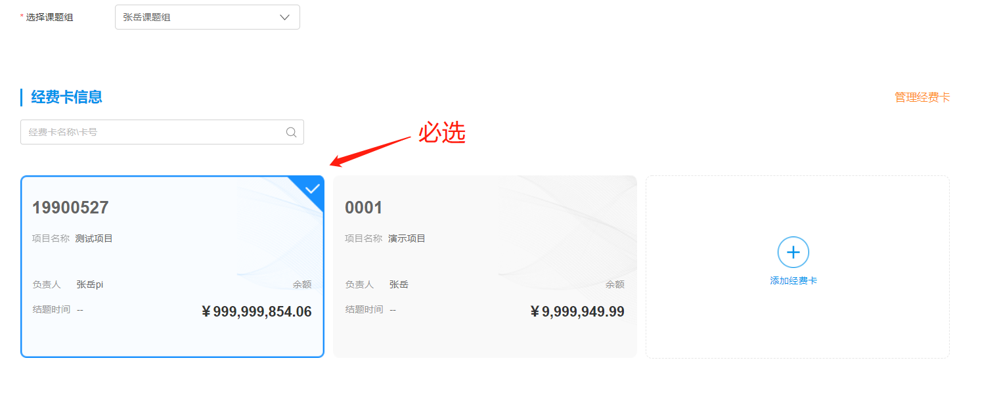 * 选择课题组 张岳课题组
经费卡信息 管理经费卡
经费卡名称\卡号
必选
19900527
项目名称 测试项目
负责人 张岳pi 余额
结题时间 -- ¥999,999,854.06
0001
项目名称 演示项目
负责人 张岳 余额
结题时间 -- ¥9,999,949.99
添加经费卡